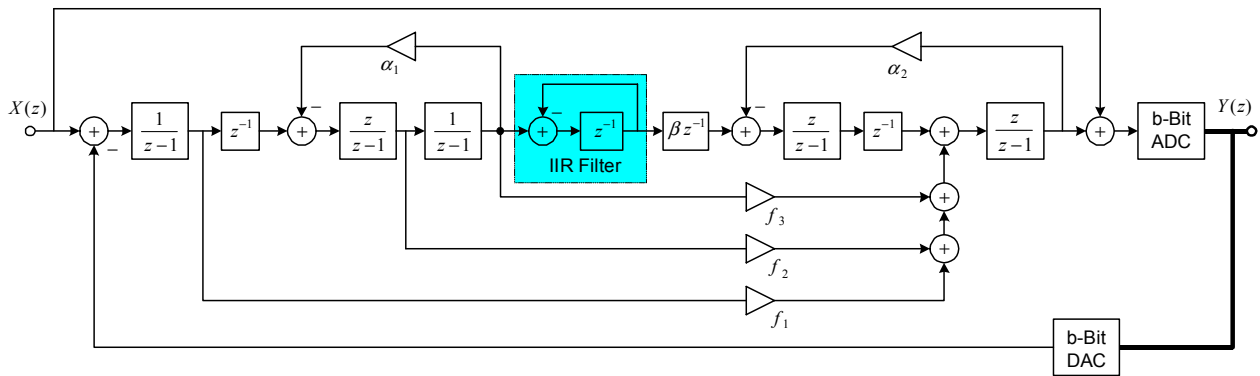 α₁
α₂
X(z)
Y(z)
−
1/(z−1)
z⁻¹
−
z/(z−1)
1/(z−1)
−
z⁻¹
IIR Filter
βz⁻¹
−
z/(z−1)
z⁻¹
z/(z−1)
b-Bit
ADC
−
f₃
f₂
f₁
b-Bit
DAC